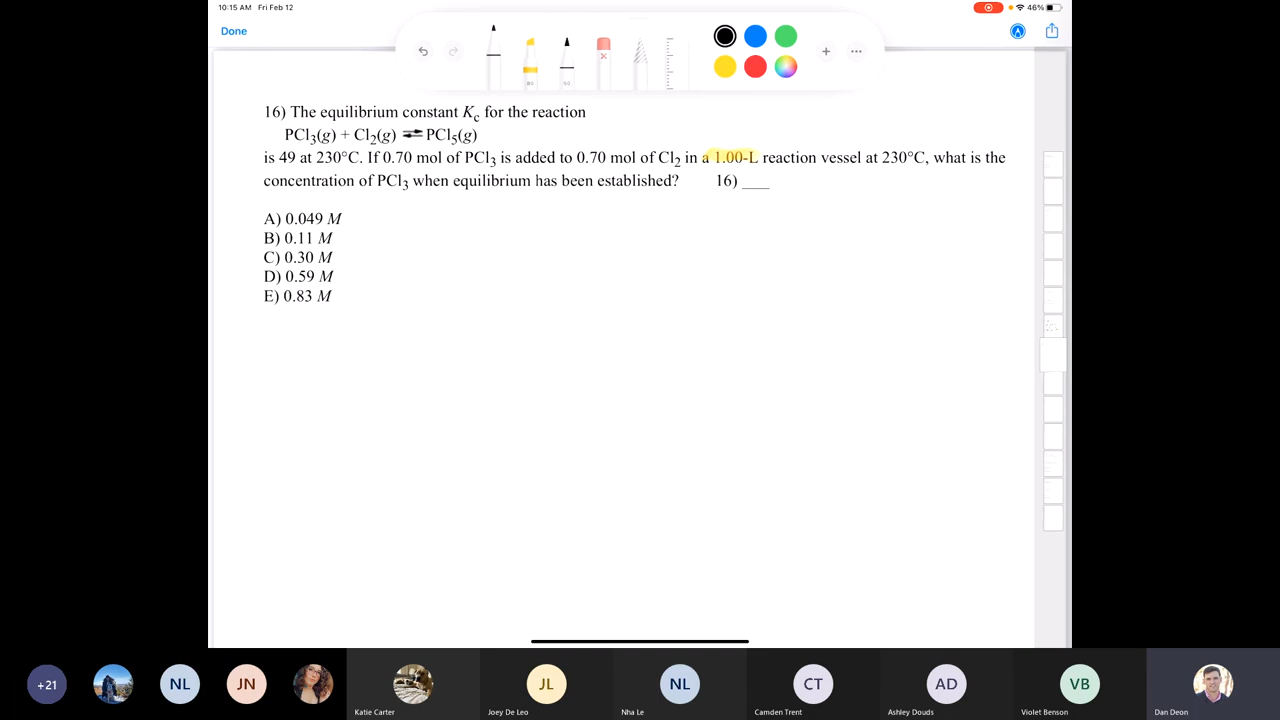 10:15 AM Fri Feb 12
46%
Done
16) The equilibrium constant Kc for the reaction
PCl3(g) + Cl2(g) ⇌ PCl5(g)
is 49 at 230°C. If 0.70 mol of PCl3 is added to 0.70 mol of Cl2 in a 1.00-L reaction vessel at 230°C, what is the
concentration of PCl3 when equilibrium has been established? 16) ____
A) 0.049 M
B) 0.11 M
C) 0.30 M
D) 0.59 M
E) 0.83 M
+21
NL
JN
JL
NL
CT
AD
VB
Katie Carter
Joey De Leo
Nha Le
Camden Trent
Ashley Douds
Violet Benson
Dan Deon